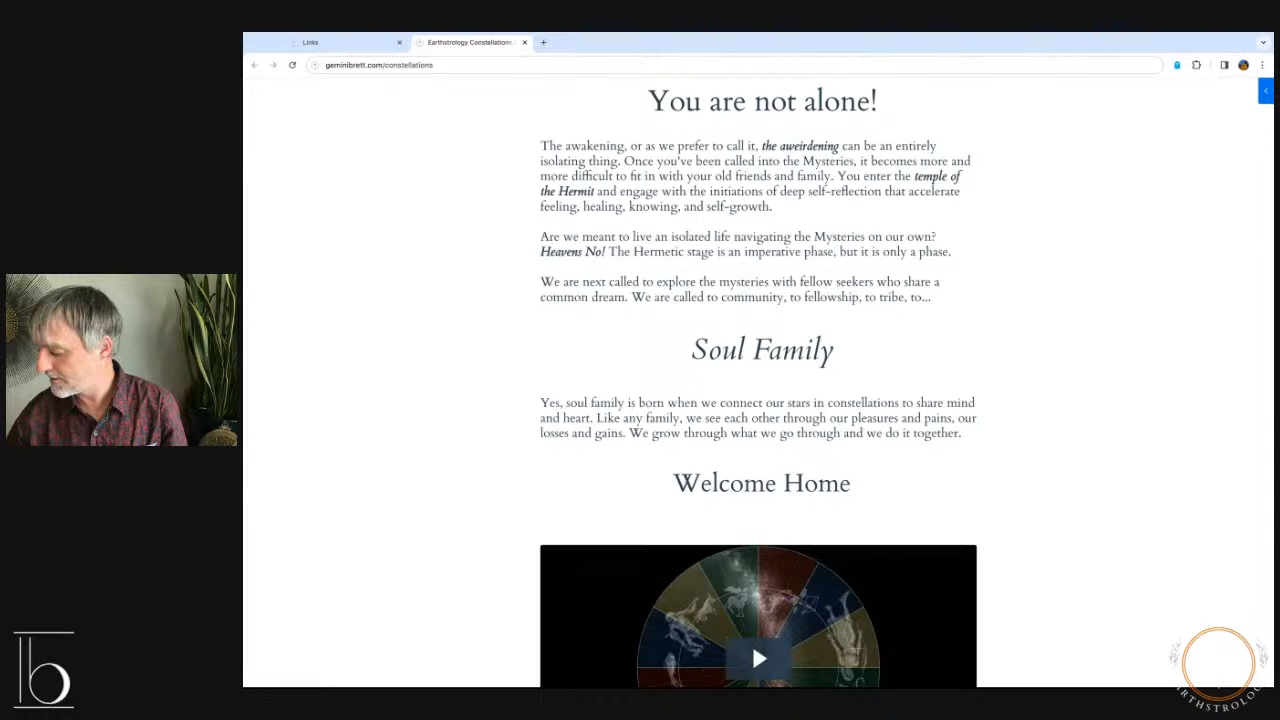 Links
Earthstrology Constellations
geminibrett.com/constellations
You are not alone!
The awakening, or as we prefer to call it, the aweirdening can be an entirely
isolating thing. Once you've been called into the Mysteries, it becomes more and
more difficult to fit in with your old friends and family. You enter the temple of
the Hermit and engage with the initiations of deep self-reflection that accelerate
feeling, healing, knowing, and self-growth.
Are we meant to live an isolated life navigating the Mysteries on our own?
Heavens No! The Hermetic stage is an imperative phase, but it is only a phase.
We are next called to explore the mysteries with fellow seekers who share a
common dream. We are called to community, to fellowship, to tribe, to...
Soul Family
Yes, soul family is born when we connect our stars in constellations to share mind
and heart. Like any family, we see each other through our pleasures and pains, our
losses and gains. We grow through what we go through and we do it together.
Welcome Home
b